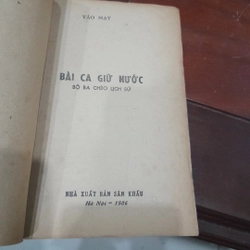 TÀO MẠT
BÀI CA GIỮ NƯỚC
BỘ BA CHÈO LỊCH SỬ
NHÀ XUẤT BẢN SÂN KHẤU
Hà Nội - 1986